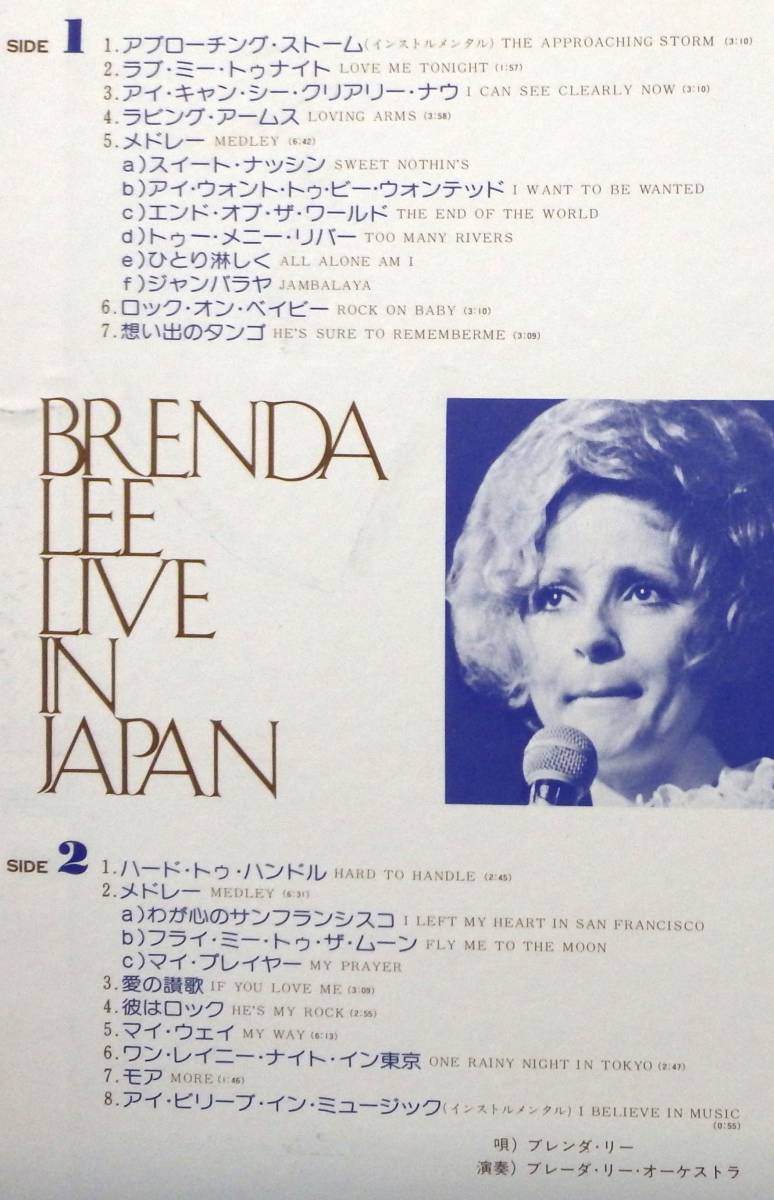 SIDE 1
1.アプローチング・ストーム(インストルメンタル) THE APPROACHING STORM (3:10)
2.ラブ・ミー・トゥナイト LOVE ME TONIGHT (1:57)
3.アイ・キャン・シー・クリアリー・ナウ I CAN SEE CLEARLY NOW (3:10)
4.ラビング・アームス LOVING ARMS (3:58)
5.メドレー MEDLEY (6:42)
a)スイート・ナッシン SWEET NOTHIN'S
b)アイ・ウォント・トゥ・ビー・ウォンテッド I WANT TO BE WANTED
c)エンド・オブ・ザ・ワールド THE END OF THE WORLD
d)トゥー・メニー・リバー TOO MANY RIVERS
e)ひとり淋しく ALL ALONE AM I
f)ジャンバラヤ JAMBALAYA
6.ロック・オン・ベイビー ROCK ON BABY (3:10)
7.想い出のタンゴ HE'S SURE TO REMEMBERME (3:09)
BRENDA
LEE
LIVE
IN
JAPAN
SIDE 2
1.ハード・トゥ・ハンドル HARD TO HANDLE (2:45)
2.メドレー MEDLEY (6:31)
a)わが心のサンフランシスコ I LEFT MY HEART IN SAN FRANCISCO
b)フライ・ミー・トゥ・ザ・ムーン FLY ME TO THE MOON
c)マイ・プレイヤー MY PRAYER
3.愛の讃歌 IF YOU LOVE ME (3:09)
4.彼はロック HE'S MY ROCK (2:55)
5.マイ・ウェイ MY WAY (6:13)
6.ワン・レイニー・ナイト・イン東京 ONE RAINY NIGHT IN TOKYO (2:47)
7.モア MORE (1:46)
8.アイ・ビリーブ・イン・ミュージック(インストルメンタル) I BELIEVE IN MUSIC
(0:55)
唄) ブレンダ・リー
演奏) ブレーダ・リー・オーケストラ